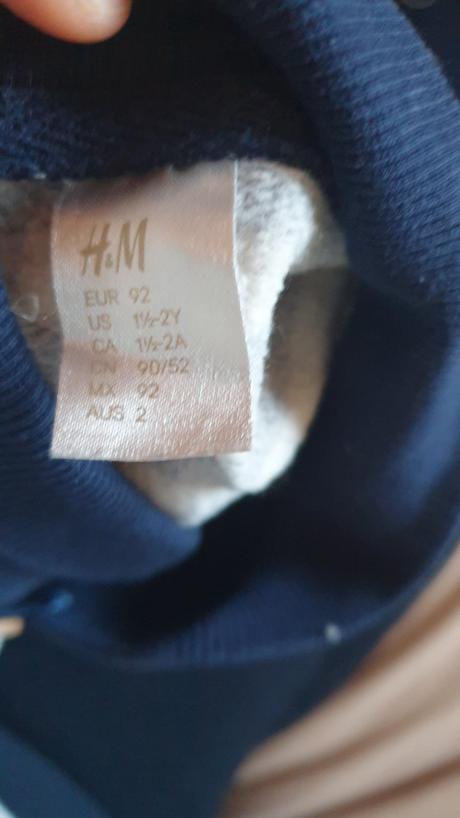 H&M
EUR 92
US 1½-2Y
CA 1½-2A
CN 90/52
MX 92
AUS 2